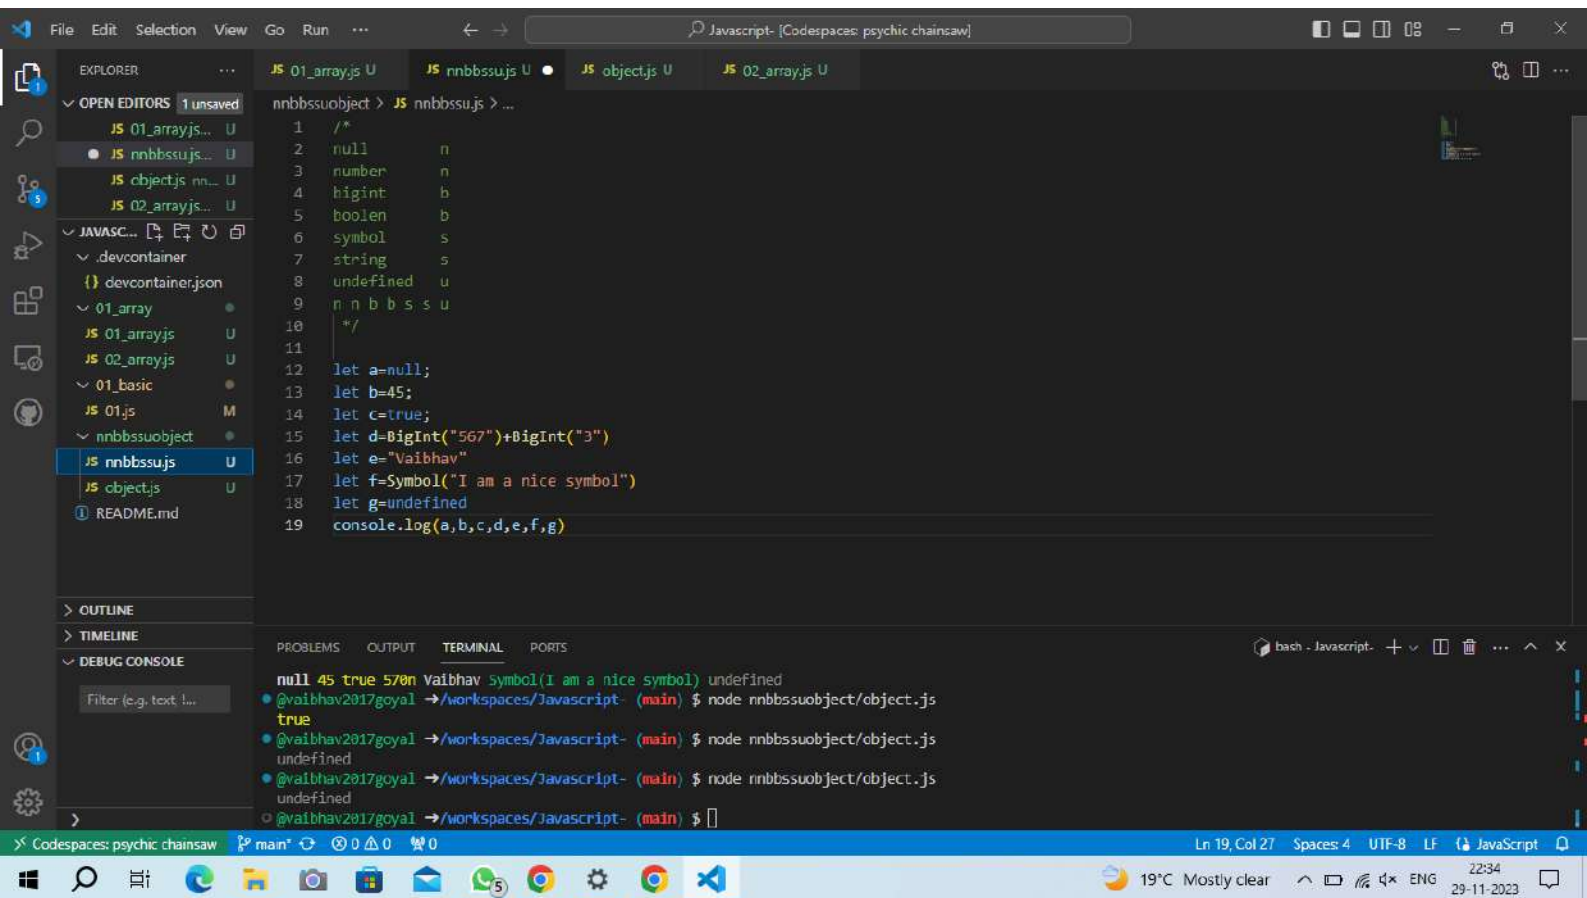 File Edit Selection View Go Run ··· Javascript- [Codespaces: psychic chainsaw]
EXPLORER ···
OPEN EDITORS 1 unsaved
JS 01_array.js... U
JS nnbbssu.js... U
JS object.js nn... U
JS 02_array.js... U
JAVASC...
.devcontainer
{} devcontainer.json
01_array
JS 01_array.js U
JS 02_array.js U
01_basic
JS 01.js M
nnbbssuobject
JS nnbbssu.js U
JS object.js U
README.md
OUTLINE
TIMELINE
DEBUG CONSOLE
Filter (e.g. text, !...
JS 01_array.js U JS nnbbssu.js U JS object.js U JS 02_array.js U
nnbbssuobject > JS nnbbssu.js > ...
1 /*
2 null n
3 number n
4 bigint b
5 boolen b
6 symbol s
7 string s
8 undefined u
9 n n b b s s u
10 */
11
12 let a=null;
13 let b=45;
14 let c=true;
15 let d=BigInt("567")+BigInt("3")
16 let e="Vaibhav"
17 let f=Symbol("I am a nice symbol")
18 let g=undefined
19 console.log(a,b,c,d,e,f,g)
PROBLEMS OUTPUT TERMINAL PORTS bash - Javascript-
null 45 true 570n Vaibhav Symbol(I am a nice symbol) undefined
@vaibhav2017goyal →/workspaces/Javascript- (main) $ node nnbbssuobject/object.js
true
@vaibhav2017goyal →/workspaces/Javascript- (main) $ node nnbbssuobject/object.js
undefined
@vaibhav2017goyal →/workspaces/Javascript- (main) $ node nnbbssuobject/object.js
undefined
@vaibhav2017goyal →/workspaces/Javascript- (main) $
Codespaces: psychic chainsaw main* 0 0 0 Ln 19, Col 27 Spaces: 4 UTF-8 LF JavaScript
19°C Mostly clear ENG 22:34
29-11-2023